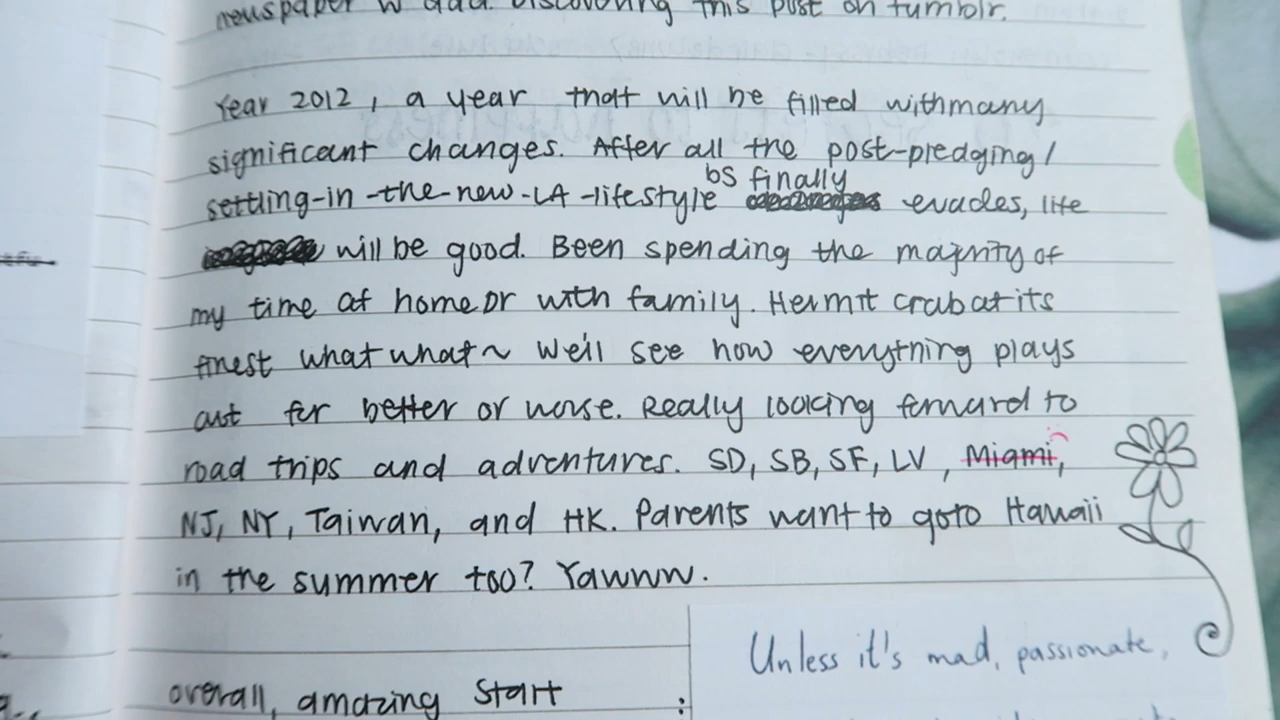 newspaper w dad discovering this post on tumblr.
Year 2012, a year that will be filled withmany
significant changes. After all the post-pledging/
bS finally
settling-in-the-new-LA-lifestyle evades, life
will be good. Been spending the majority of
my time at home or with family. Hermit crab at its
finest what what~ We'll see how everything plays
out for better or worse. Really looking forward to
road trips and adventures. SD, SB, SF, LV, Miami,
NJ, NY, Taiwan, and HK. Parents want to goto Hawaii
in the summer too? Yawnn.
overall, amazing start :
Unless it's mad, passionate,